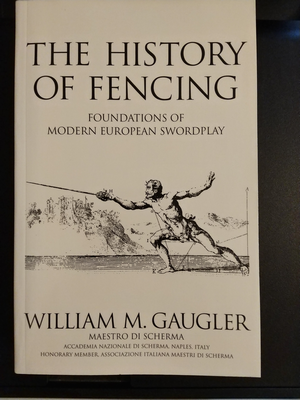 THE HISTORY
OF FENCING
FOUNDATIONS OF
MODERN EUROPEAN SWORDPLAY
WILLIAM M. GAUGLER
MAESTRO DI SCHERMA
ACCADEMIA NAZIONALE DI SCHERMA, NAPLES, ITALY
HONORARY MEMBER, ASSOCIAZIONE ITALIANA MAESTRI DI SCHERMA